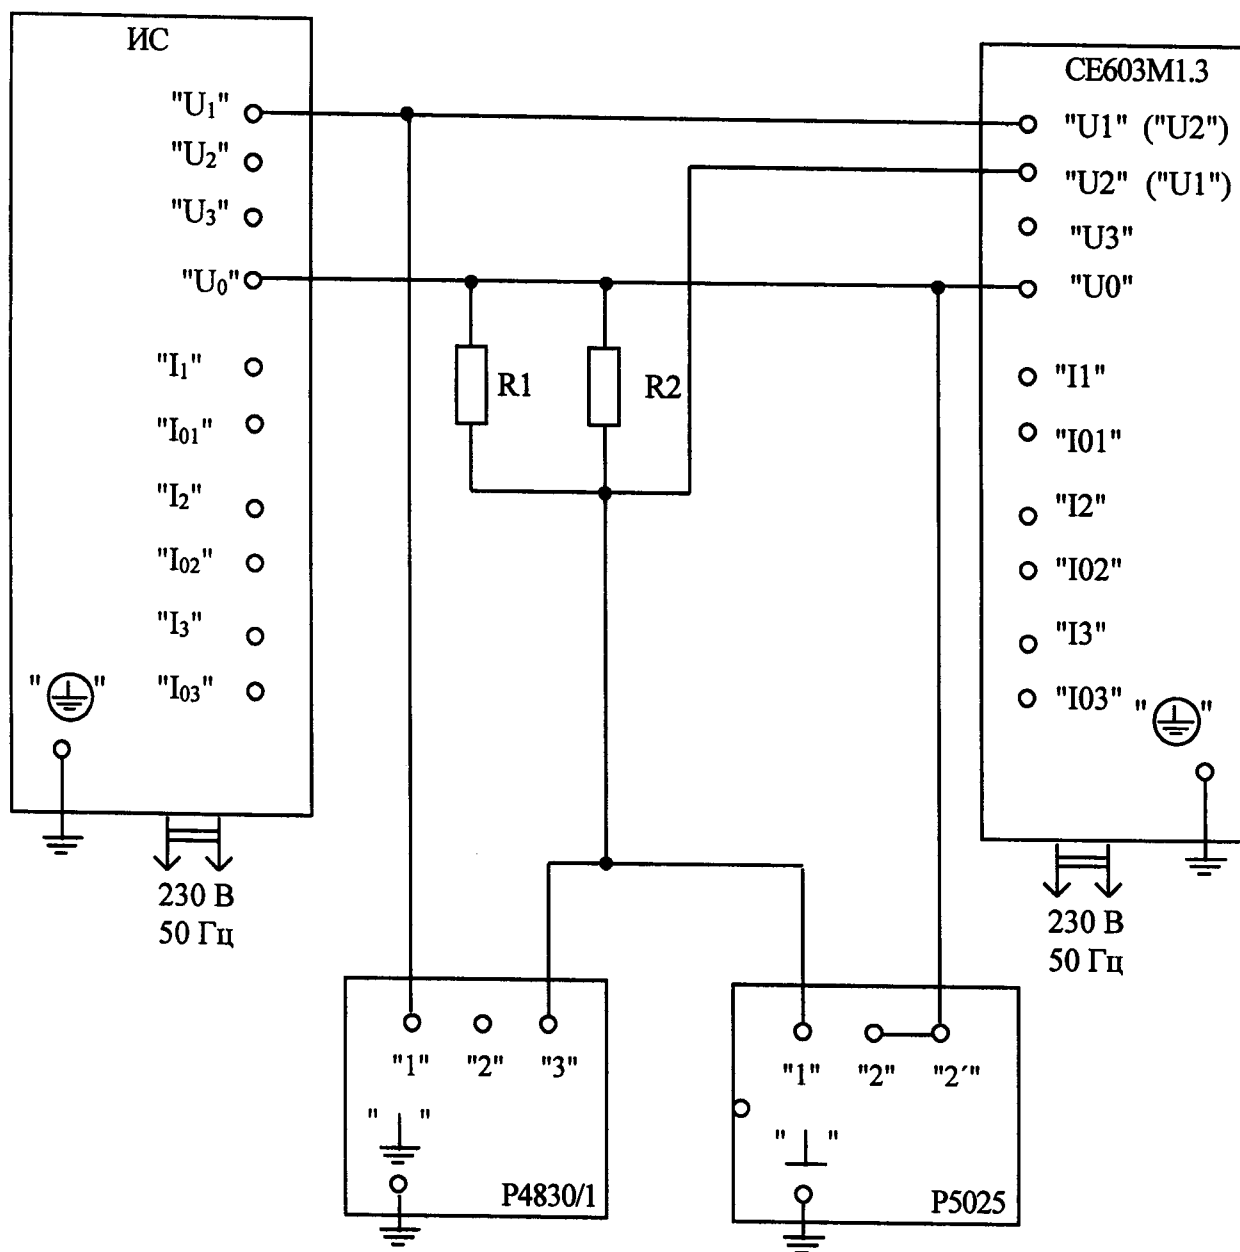 ИС
"U₁"
"U₂"
"U₃"
"U₀"
"I₁"
"I₀₁"
"I₂"
"I₀₂"
"I₃"
"I₀₃"
" "
230 В
50 Гц
R1
R2
CE603M1.3
"U1" ("U2")
"U2" ("U1")
"U3"
"U0"
"I1"
"I01"
"I2"
"I02"
"I3"
"I03"
" "
230 В
50 Гц
"1" "2" "3"
" "
P4830/1
"1" "2" "2´"
" "
P5025